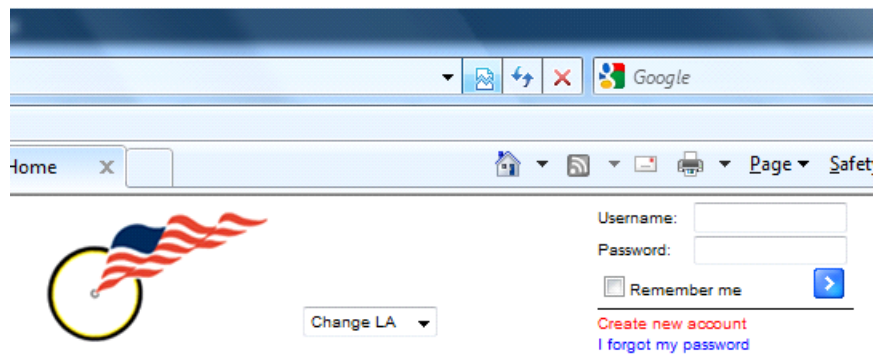 Google
Home
Page
Safety
Username:
Password:
Remember me
Change LA
Create new account
I forgot my password